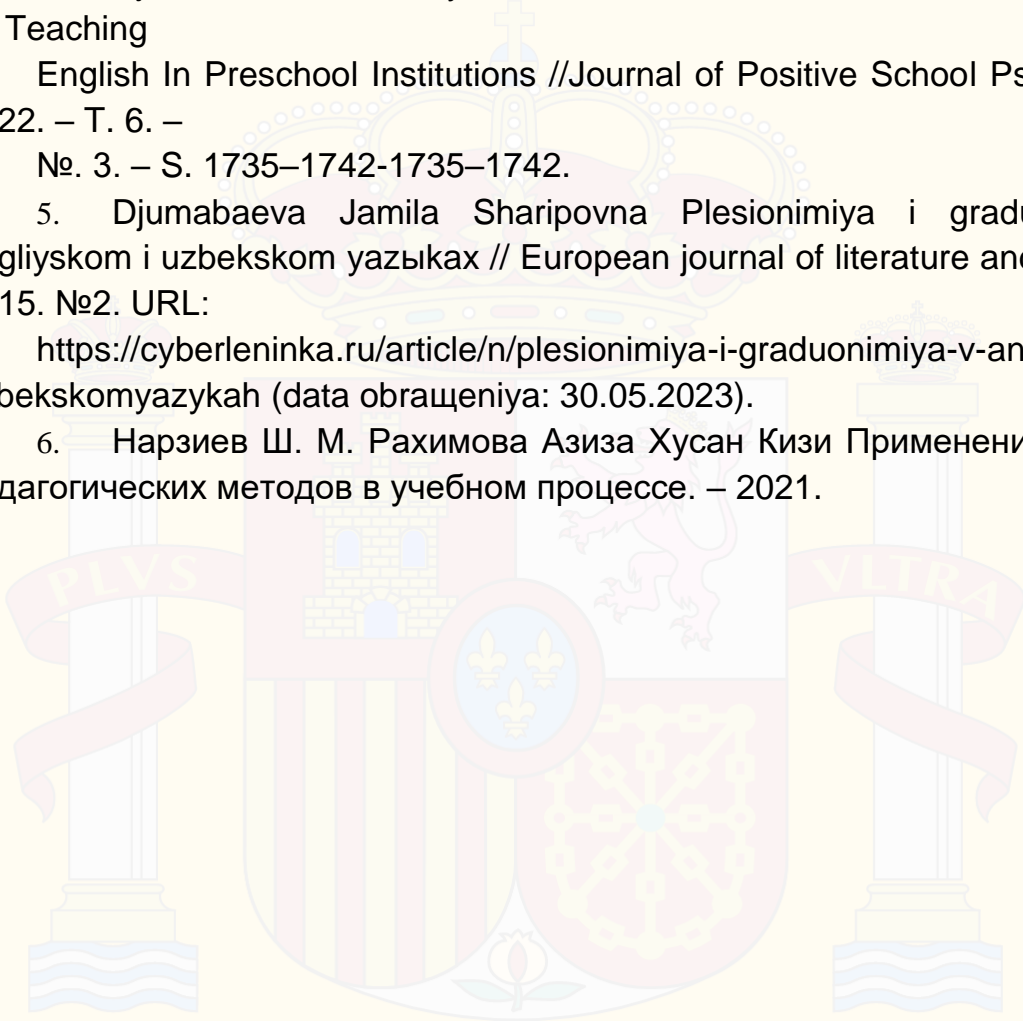 Teaching
English In Preschool Institutions //Journal of Positive School Ps
22. – T. 6. –
№. 3. – S. 1735–1742-1735–1742.
5. Djumabaeva Jamila Sharipovna Plesionimiya i gradu
gliyskom i uzbekskom yazыkax // European journal of literature and
15. №2. URL:
https://cyberleninka.ru/article/n/plesionimiya-i-graduonimiya-v-an
bekskomyazykah (data obraщeniya: 30.05.2023).
6. Нарзиев Ш. М. Рахимова Азиза Хусан Кизи Применени
дагогических методов в учебном процессе. – 2021.
PLVS
VLTRA